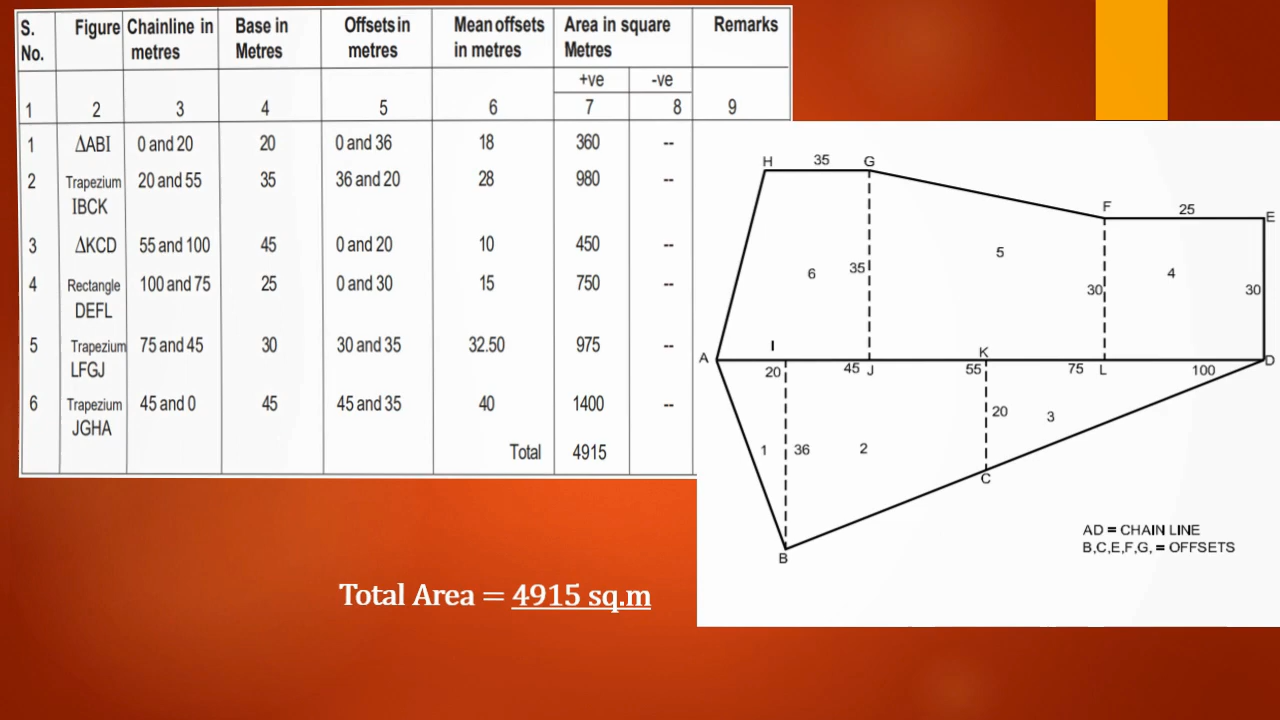 S. No. Figure Chainline in metres Base in Metres Offsets in metres Mean offsets in metres Area in square Metres Remarks
+ve -ve
1 2 3 4 5 6 7 8 9
1 ΔABI 0 and 20 20 0 and 36 18 360 --
2 Trapezium IBCK 20 and 55 35 36 and 20 28 980 --
3 ΔKCD 55 and 100 45 0 and 20 10 450 --
4 Rectangle DEFL 100 and 75 25 0 and 30 15 750 --
5 Trapezium LFGJ 75 and 45 30 30 and 35 32.50 975 --
6 Trapezium JGHA 45 and 0 45 45 and 35 40 1400 --
Total 4915
H 35 G
F 25 E
5
6 35 4
30 30
A I K D
20 45 J 55 75 L 100
20 3
1 36 2
C
B
AD = CHAIN LINE
B,C,E,F,G, = OFFSETS
Total Area = 4915 sq.m